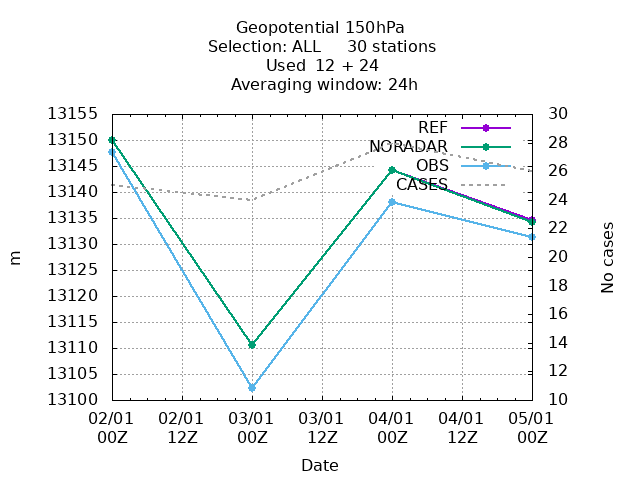 Geopotential 150hPa
Selection: ALL     30 stations
Used  12 + 24
Averaging window: 24h
13155
13150
13145
13140
13135
13130
13125
13120
13115
13110
13105
13100
m
REF
NORADAR
OBS
CASES
30
28
26
24
22
20
18
16
14
12
10
No cases
02/01 02/01 03/01 03/01 04/01 04/01 05/01
00Z 12Z 00Z 12Z 00Z 12Z 00Z
Date